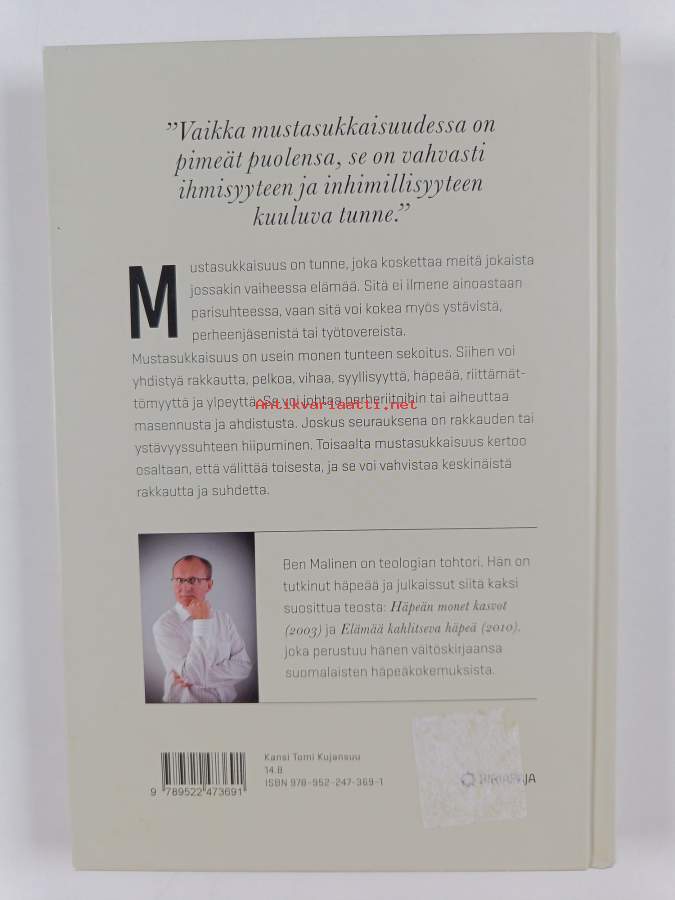 ”Vaikka mustasukkaisuudessa on
pimeät puolensa, se on vahvasti
ihmisyyteen ja inhimillisyyteen
kuuluva tunne.”
Mustasukkaisuus on tunne, joka koskettaa meitä jokaista
jossakin vaiheessa elämää. Sitä ei ilmene ainoastaan
parisuhteessa, vaan sitä voi kokea myös ystävistä,
perheenjäsenistä tai työtovereista.
Mustasukkaisuus on usein monen tunteen sekoitus. Siihen voi
yhdistyä rakkautta, pelkoa, vihaa, syyllisyyttä, häpeää, riittämät-
tömyyttä ja ylpeyttä. Se voi johtaa perheriitoihin tai aiheuttaa
Antikvariaatti.net
masennusta ja ahdistusta. Joskus seurauksena on rakkauden tai
ystävyyssuhteen hiipuminen. Toisaalta mustasukkaisuus kertoo
osaltaan, että välittää toisesta, ja se voi vahvistaa keskinäistä
rakkautta ja suhdetta.
Ben Malinen on teologian tohtori. Hän on
tutkinut häpeää ja julkaissut siitä kaksi
suosittua teosta: Häpeän monet kasvot
(2003) ja Elämää kahlitseva häpeä (2010),
joka perustuu hänen väitöskirjaansa
suomalaisten häpeäkokemuksista.
Kansi Tomi Kujansuu
14.8
ISBN 978-952-247-369-1
9 789522 473691